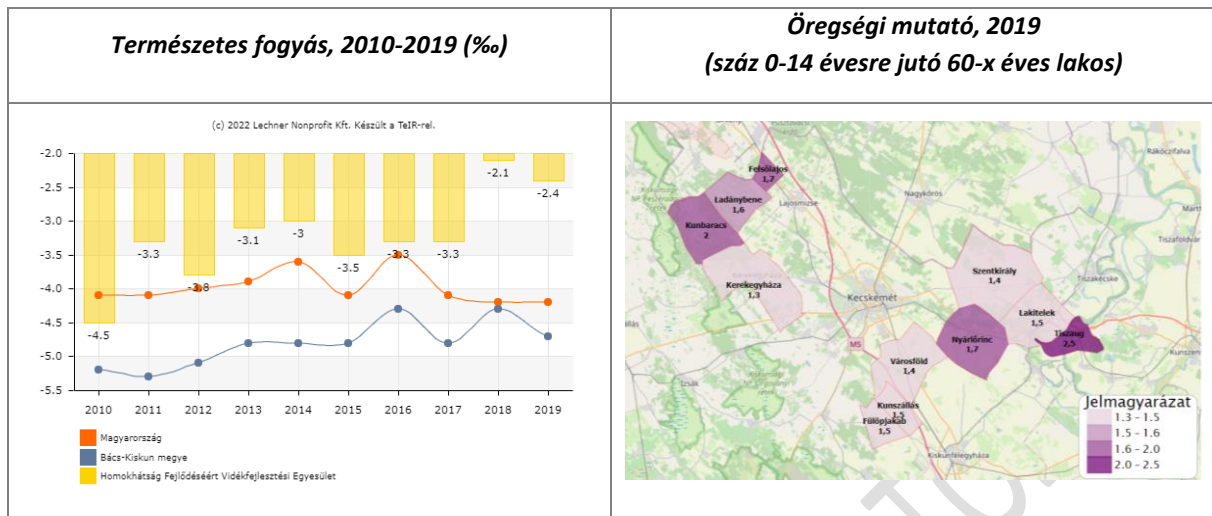 Természetes fogyás, 2010-2019 (‰)
Öregségi mutató, 2019
(száz 0-14 évesre jutó 60-x éves lakos)
(c) 2022 Lechner Nonprofit Kft. Készült a TeIR-rel.
-2.0
-2.5
-3.0
-3.5
-4.0
-4.5
-5.0
-5.5
-4.5
-3.3
-3.8
-3.1
-3
-3.5
-3.3
-3.3
-2.1
-2.4
2010 2011 2012 2013 2014 2015 2016 2017 2018 2019
Magyarország
Bács-Kiskun megye
Homokhátság Fejlődéséért Vidékfejlesztési Egyesület
Rákóczifalva
Felsőlajos
1,7
Nagykőrös
Ladánybene
1,6
Lajosmizse
Kunbaracs
2
Tiszaföldvár
Szentkirály
1,4
Tiszakécske
Kerekegyháza
1,3
Kecskemét
Lakitelek
1,5
Tiszaug
2,5
M5
Nyárlőrinc
1,7
Városföld
1,4
Izsák
Kunszállás
1,5
Fülöpjakab
1,5
Kiskunfélegyháza
Jelmagyarázat
1.3 - 1.5
1.5 - 1.6
1.6 - 2.0
2.0 - 2.5